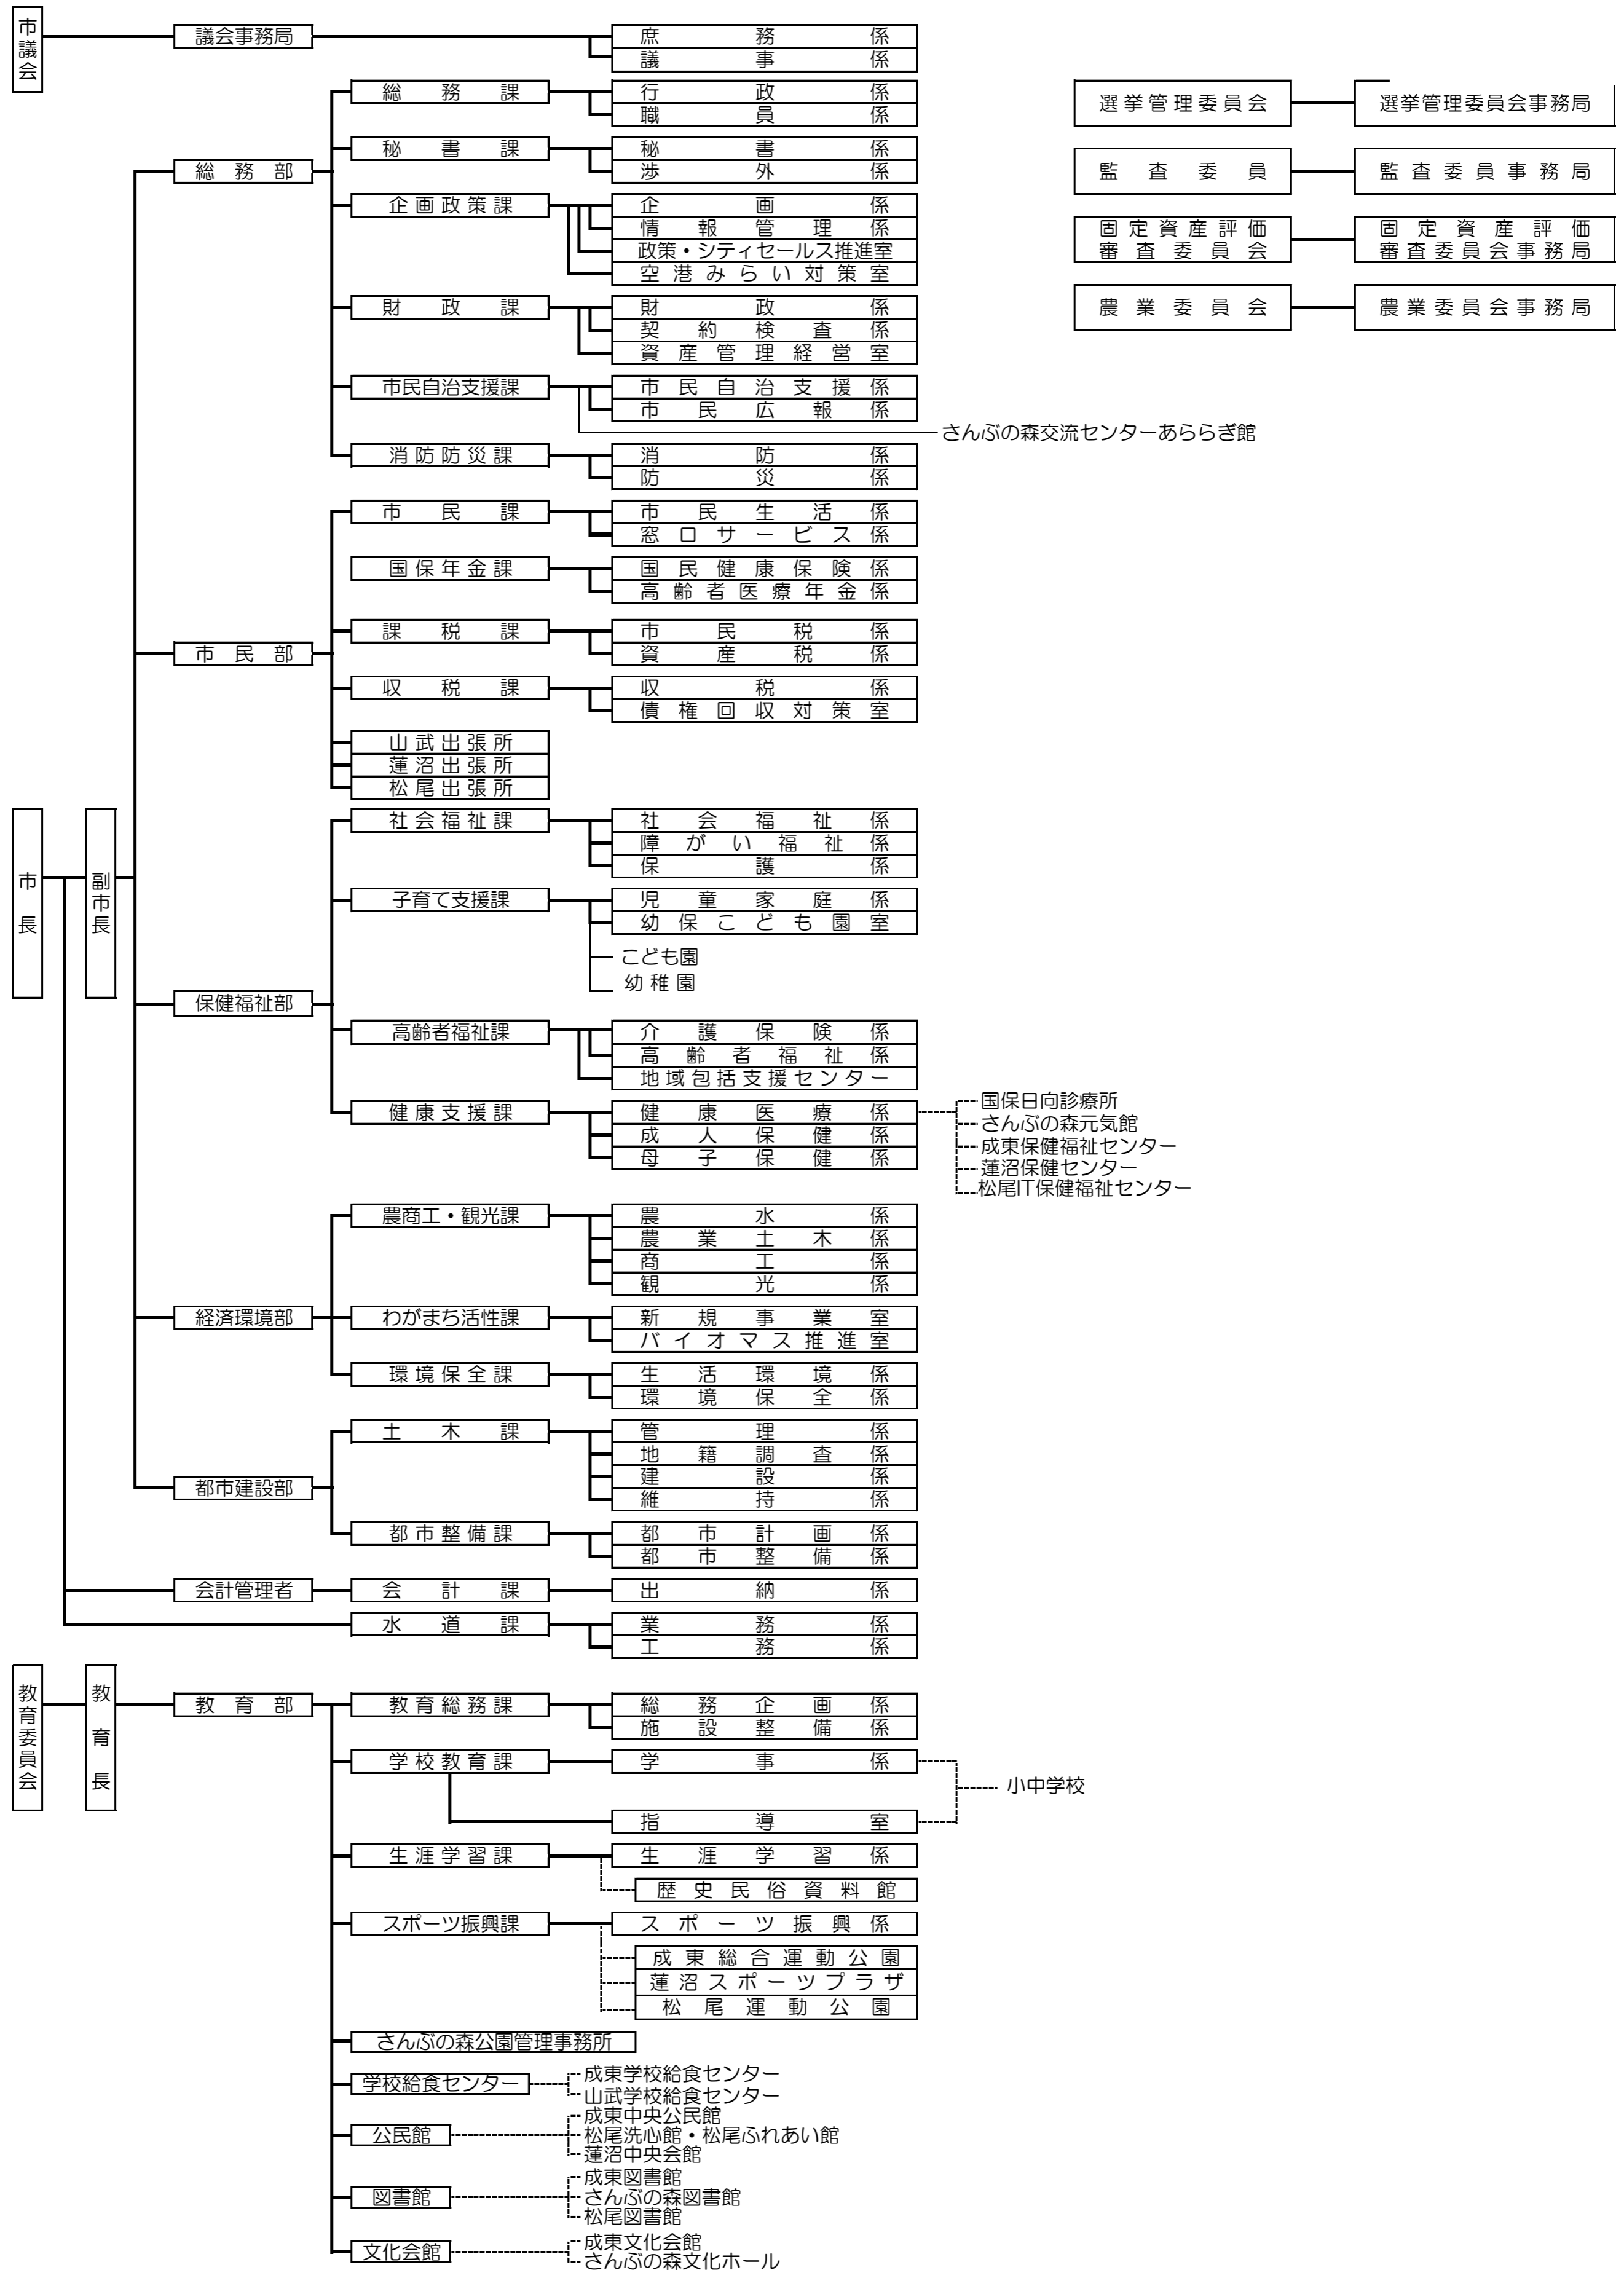 市議会
議会事務局
庶務係
議事係
総務課
行政係
職員係
選挙管理委員会
選挙管理委員会事務局
秘書課
秘書係
渉外係
総務部
監査委員
監査委員事務局
企画政策課
企画係
情報管理係
政策・シティセールス推進室
空港みらい対策室
固定資産評価
審査委員会
固定資産評価
審査委員会事務局
財政課
財政係
契約検査係
資産管理経営室
農業委員会
農業委員会事務局
市民自治支援課
市民自治支援係
市民広報係
さんぶの森交流センターあららぎ館
消防防災課
消防係
防災係
市民課
市民生活係
窓口サービス係
国保年金課
国民健康保険係
高齢者医療年金係
市民部
課税課
市民税係
資産税係
収税課
収税係
債権回収対策室
山武出張所
蓮沼出張所
松尾出張所
市長
副市長
社会福祉課
社会福祉係
障がい福祉係
保護係
子育て支援課
児童家庭係
幼保こども園室
こども園
幼稚園
保健福祉部
高齢者福祉課
介護保険係
高齢者福祉係
地域包括支援センター
健康支援課
健康医療係
成人保健係
母子保健係
国保日向診療所
さんぶの森元気館
成東保健福祉センター
蓮沼保健センター
松尾IT保健福祉センター
農商工・観光課
農水係
農業土木係
商工係
観光係
経済環境部
わがまち活性課
新規事業室
バイオマス推進室
環境保全課
生活環境係
環境保全係
土木課
管理係
地籍調査係
建設係
維持係
都市建設部
都市整備課
都市計画係
都市整備係
会計管理者
会計課
出納係
水道課
業務係
工務係
教育委員会
教育長
教育部
教育総務課
総務企画係
施設整備係
学校教育課
学事係
指導室
小中学校
生涯学習課
生涯学習係
歴史民俗資料館
スポーツ振興課
スポーツ振興係
成東総合運動公園
蓮沼スポーツプラザ
松尾運動公園
さんぶの森公園管理事務所
学校給食センター
成東学校給食センター
山武学校給食センター
公民館
成東中央公民館
松尾洗心館・松尾ふれあい館
蓮沼中央会館
図書館
成東図書館
さんぶの森図書館
松尾図書館
文化会館
成東文化会館
さんぶの森文化ホール